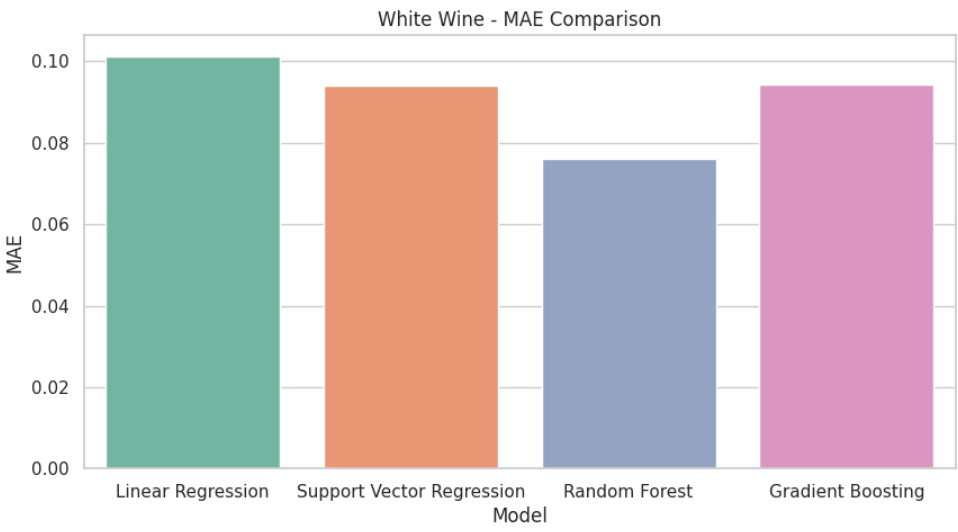 White Wine - MAE Comparison
MAE
0.10
0.08
0.06
0.04
0.02
0.00
Linear Regression
Support Vector Regression
Random Forest
Gradient Boosting
Model